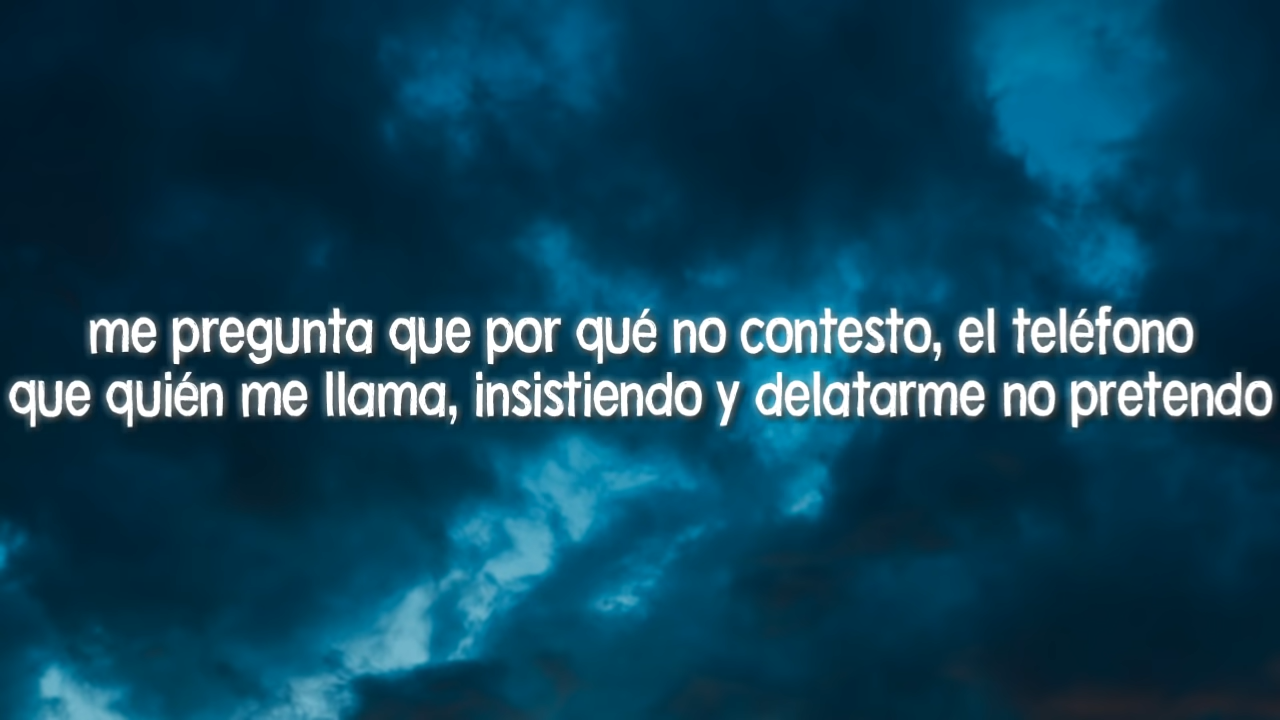 me pregunta que por qué no contesto, el teléfono
que quién me llama, insistiendo y delatarme no pretendo